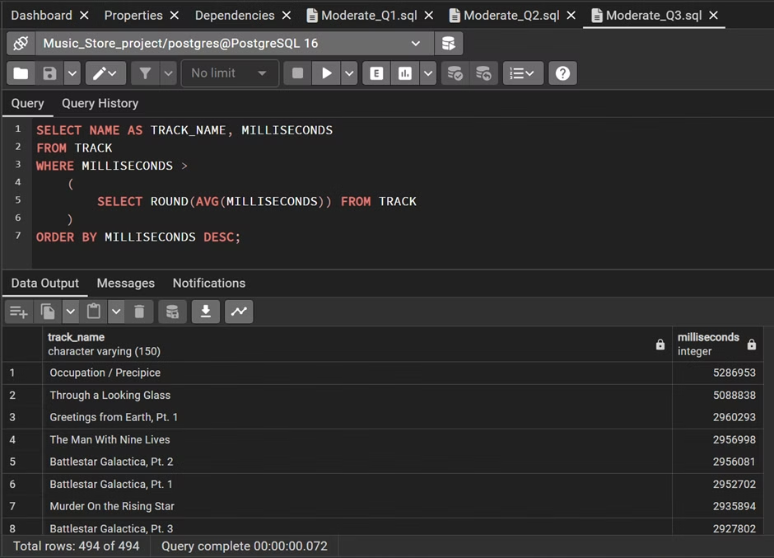 Dashboard X Properties X Dependencies X Moderate_Q1.sql X Moderate_Q2.sql X Moderate_Q3.sql X
Music_Store_project/postgres@PostgreSQL 16
No limit
E
Query Query History
1 SELECT NAME AS TRACK_NAME, MILLISECONDS
2 FROM TRACK
3 WHERE MILLISECONDS >
4 (
5 SELECT ROUND(AVG(MILLISECONDS)) FROM TRACK
6 )
7 ORDER BY MILLISECONDS DESC;
Data Output Messages Notifications
track_name milliseconds
character varying (150) integer
1 Occupation / Precipice 5286953
2 Through a Looking Glass 5088838
3 Greetings from Earth, Pt. 1 2960293
4 The Man With Nine Lives 2956998
5 Battlestar Galactica, Pt. 2 2956081
6 Battlestar Galactica, Pt. 1 2952702
7 Murder On the Rising Star 2935894
8 Battlestar Galactica, Pt. 3 2927802
Total rows: 494 of 494 Query complete 00:00:00.072